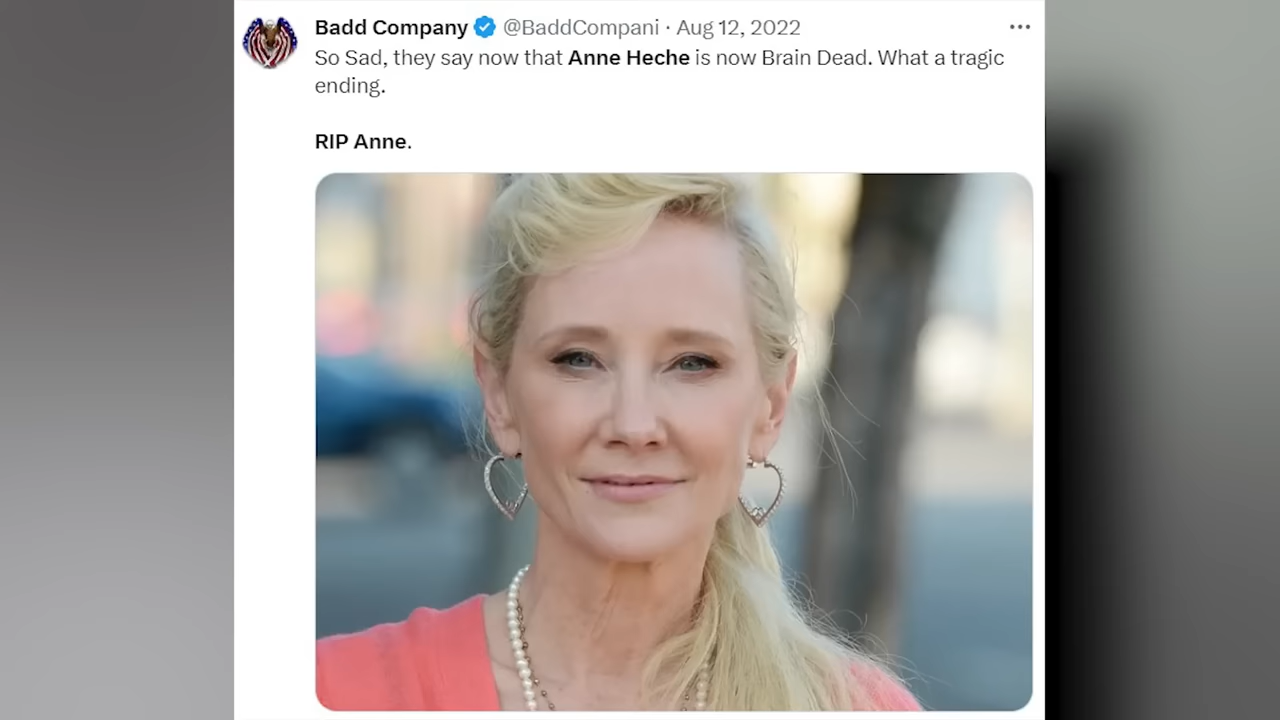 Badd Company @BaddCompani · Aug 12, 2022
So Sad, they say now that Anne Heche is now Brain Dead. What a tragic
ending.
RIP Anne.